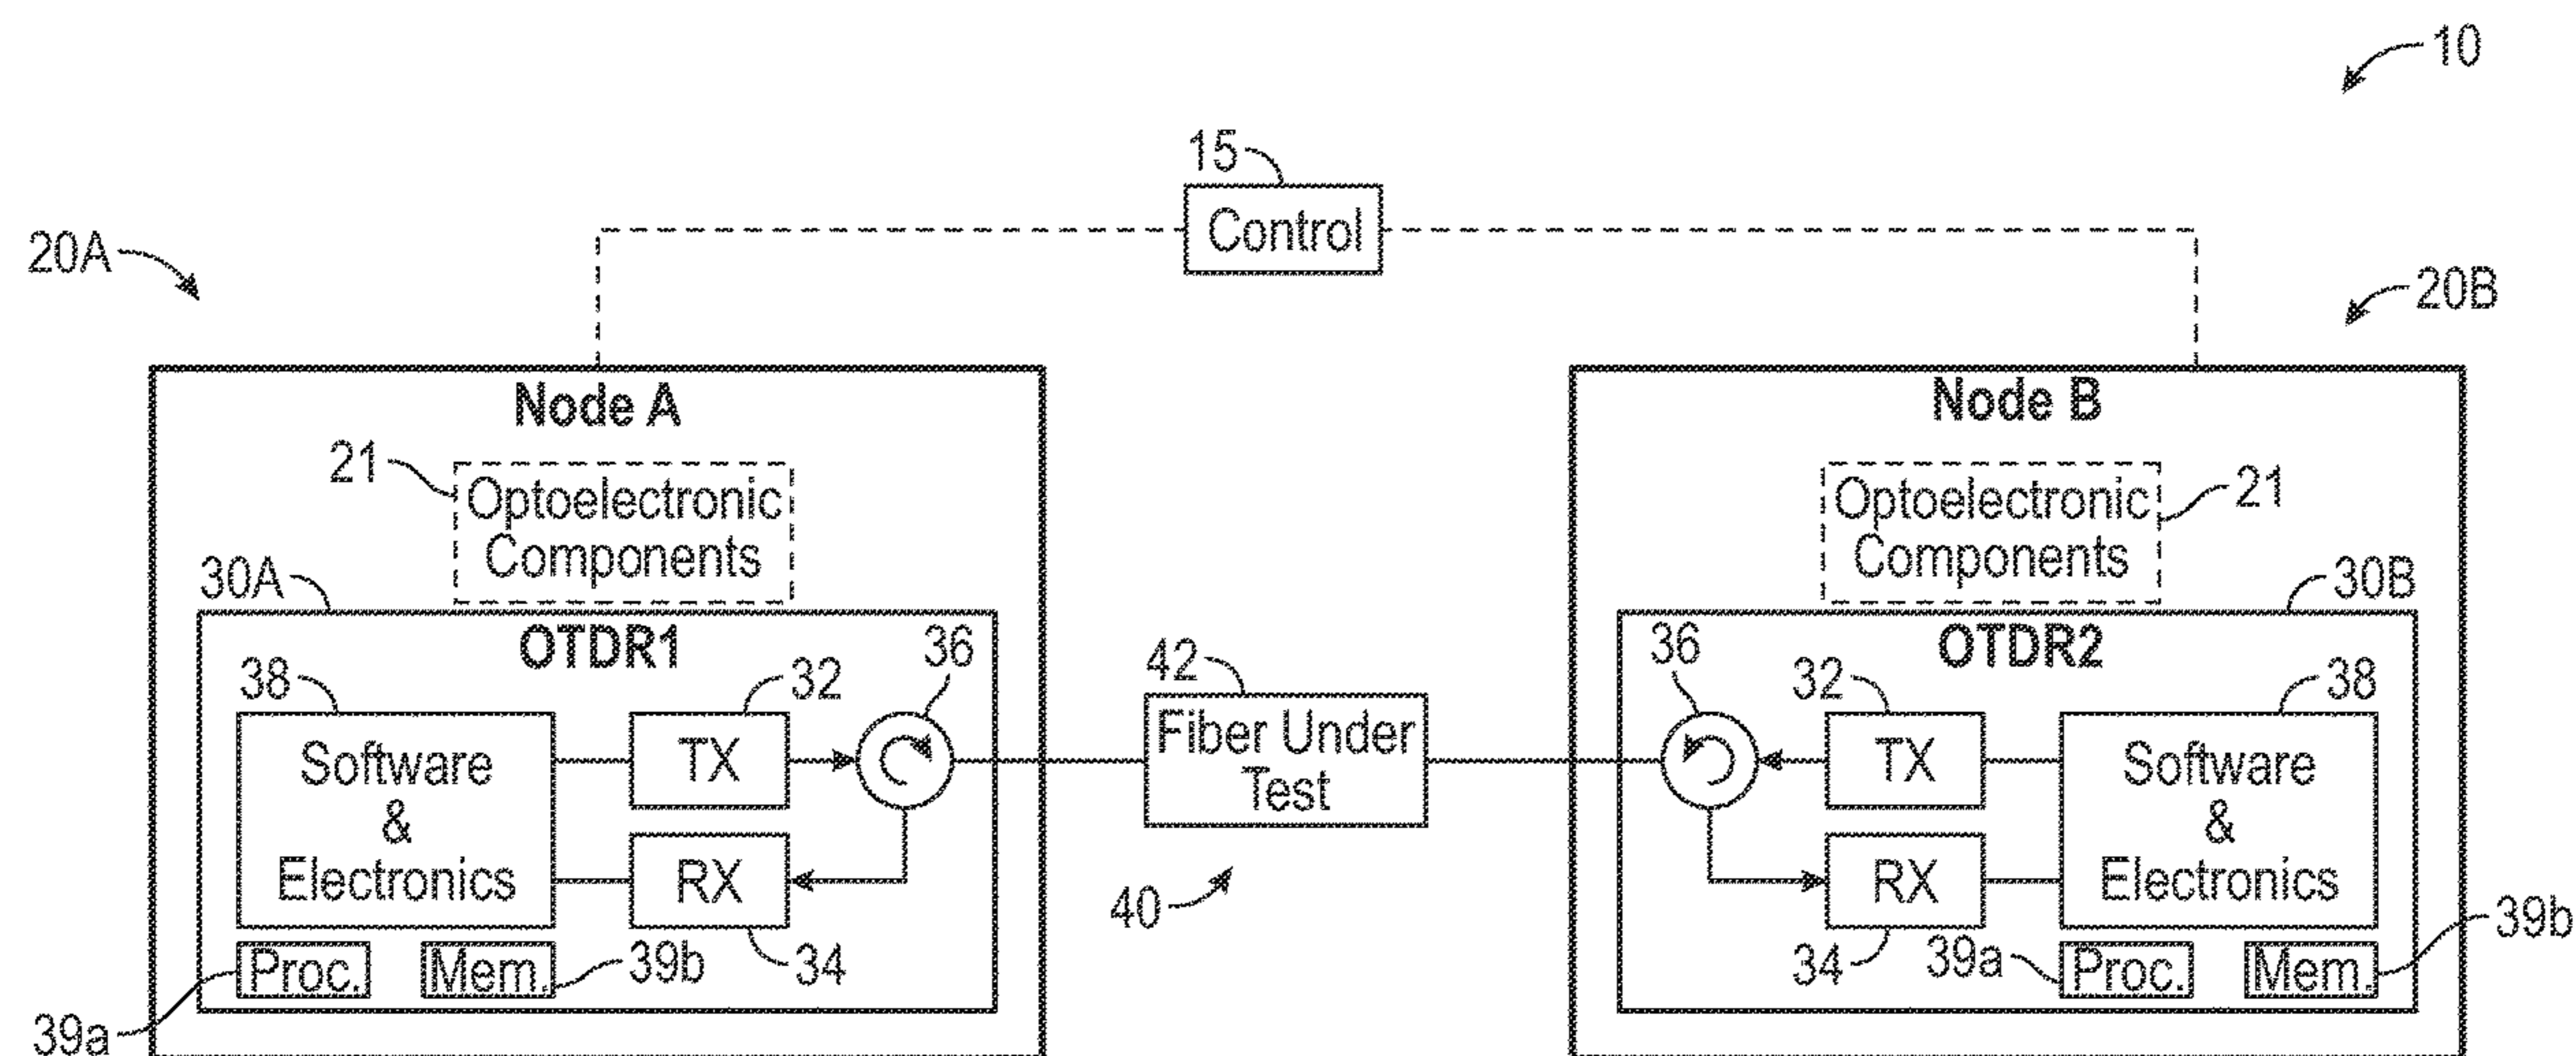 10
15
Control
20A
20B
Node A
Node B
21
Optoelectronic
Components
Optoelectronic
Components
21
30A
30B
OTDR1
OTDR2
38
32
36
42
36
32
38
Software
&
Electronics
TX
RX
Fiber Under
Test
TX
RX
Software
&
Electronics
40
39a
Proc.
Mem.
39b
34
34
39a
Proc.
Mem.
39b